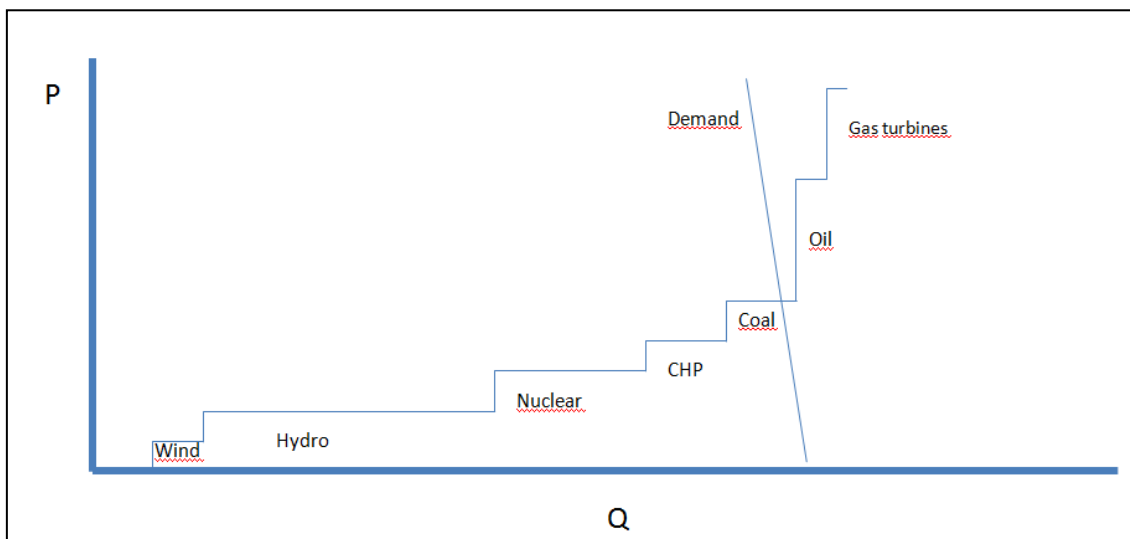 P
Demand
Gas turbines
Oil
Coal
CHP
Nuclear
Hydro
Wind
Q